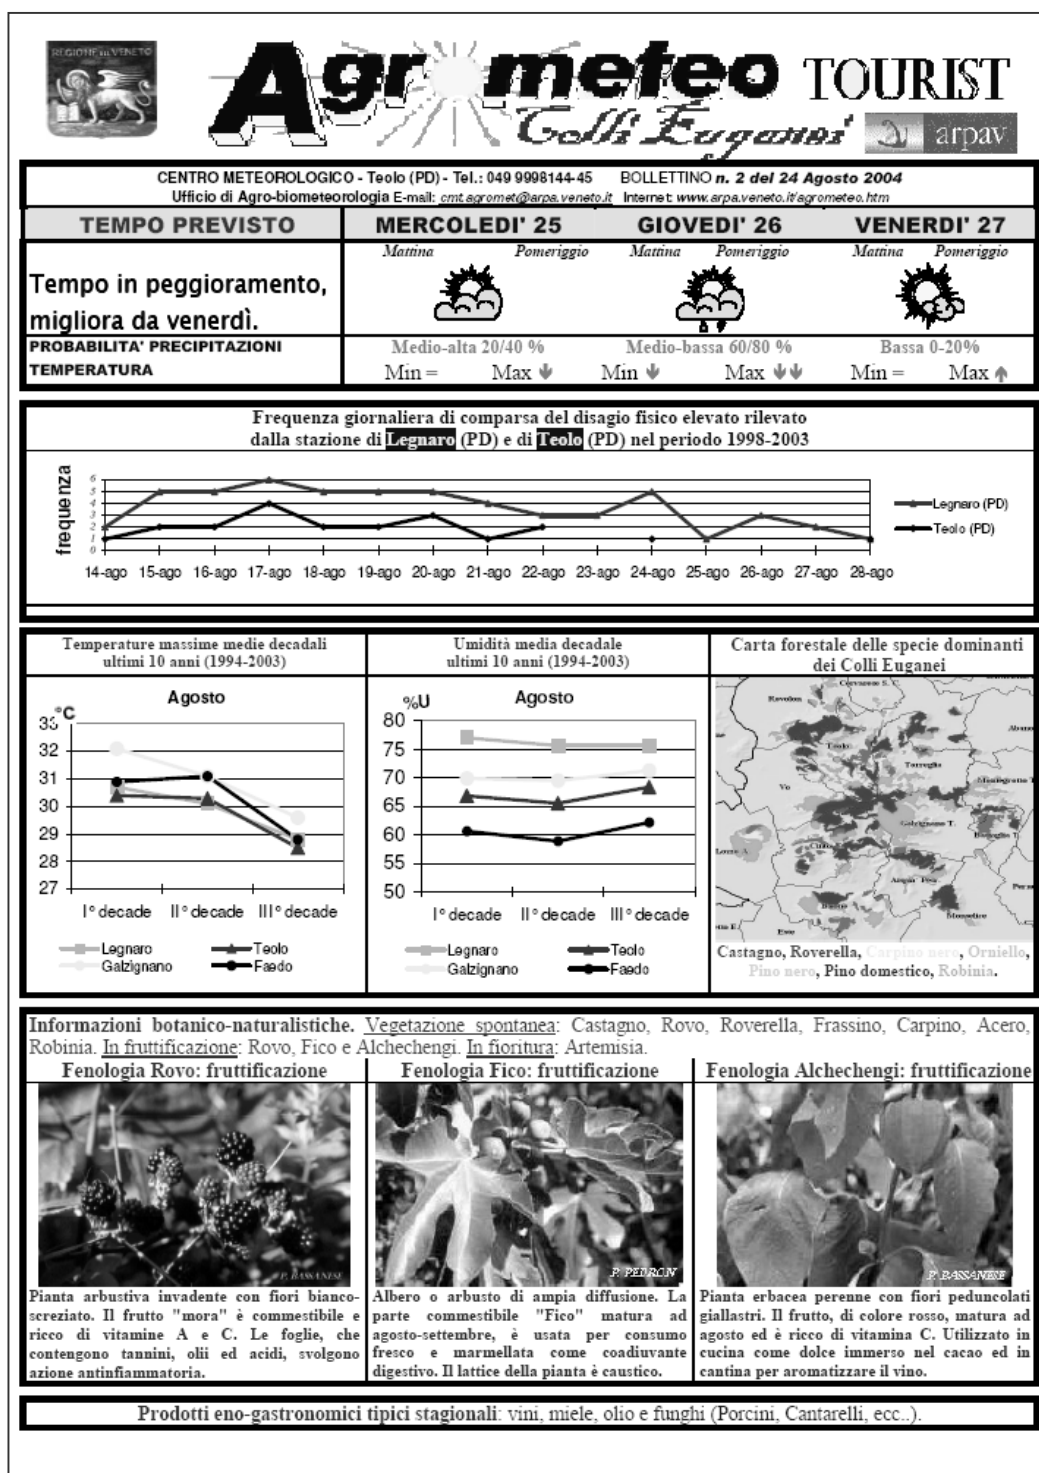 REGIONE del VENETO
Agrometeo TOURIST
Colli Euganei arpav
CENTRO METEOROLOGICO - Teolo (PD) - Tel.: 049 9998144-45 BOLLETTINO n. 2 del 24 Agosto 2004
Ufficio di Agro-biometeorologia E-mail: cmt.agromet@arpa.veneto.it Internet: www.arpa.veneto.it/agrometeo.htm
TEMPO PREVISTO MERCOLEDI' 25 GIOVEDI' 26 VENERDI' 27
Mattina Pomeriggio Mattina Pomeriggio Mattina Pomeriggio
Tempo in peggioramento,
migliora da venerdì.
PROBABILITA' PRECIPITAZIONI Medio-alta 20/40 % Medio-bassa 60/80 % Bassa 0-20%
TEMPERATURA Min = Max Min Max Min = Max
Frequenza giornaliera di comparsa del disagio fisico elevato rilevato
dalla stazione di Legnaro (PD) e di Teolo (PD) nel periodo 1998-2003
frequenza
6
5
4
3
2
1
0
14-ago 15-ago 16-ago 17-ago 18-ago 19-ago 20-ago 21-ago 22-ago 23-ago 24-ago 25-ago 26-ago 27-ago 28-ago
Legnaro (PD)
Teolo (PD)
Temperature massime medie decadali
ultimi 10 anni (1994-2003)
Agosto
°C
33
32
31
30
29
28
27
I° decade II° decade III° decade
Legnaro Teolo
Galzignano Faedo
Umidità media decadale
ultimi 10 anni (1994-2003)
%U Agosto
80
75
70
65
60
55
50
I° decade II° decade III° decade
Legnaro Teolo
Galzignano Faedo
Carta forestale delle specie dominanti
dei Colli Euganei
Rovolon
Teolo
Torreglia
Vo
Galzignano T.
Este
Monselice
Castagno, Roverella, Carpino nero, Orniello,
Pino nero, Pino domestico, Robinia.
Informazioni botanico-naturalistiche. Vegetazione spontanea: Castagno, Rovo, Roverella, Frassino, Carpino, Acero,
Robinia. In fruttificazione: Rovo, Fico e Alchechengi. In fioritura: Artemisia.
Fenologia Rovo: fruttificazione
P. BASSANESE
Pianta arbustiva invadente con fiori bianco-
screziato. Il frutto "mora" è commestibile e
ricco di vitamine A e C. Le foglie, che
contengono tannini, olii ed acidi, svolgono
azione antinfiammatoria.
Fenologia Fico: fruttificazione
P. PEDRON
Albero o arbusto di ampia diffusione. La
parte commestibile "Fico" matura ad
agosto-settembre, è usata per consumo
fresco e marmellata come coadiuvante
digestivo. Il lattice della pianta è caustico.
Fenologia Alchechengi: fruttificazione
P. BASSANESE
Pianta erbacea perenne con fiori peduncolati
giallastri. Il frutto, di colore rosso, matura ad
agosto ed è ricco di vitamina C. Utilizzato in
cucina come dolce immerso nel cacao ed in
cantina per aromatizzare il vino.
Prodotti eno-gastronomici tipici stagionali: vini, miele, olio e funghi (Porcini, Cantarelli, ecc..).